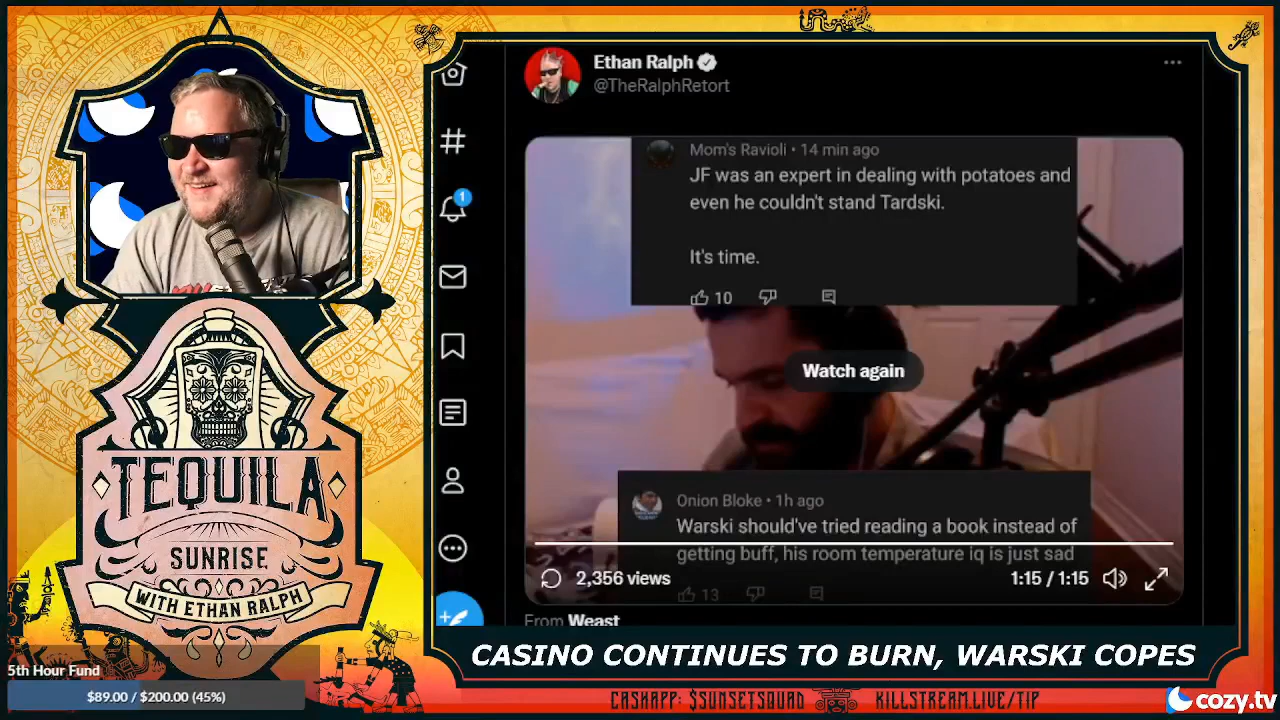 Ethan Ralph
@TheRalphRetort
Mom's Ravioli • 14 min ago
JF was an expert in dealing with potatoes and
even he couldn't stand Tardski.
It's time.
10
1
Watch again
Onion Bloke • 1h ago
Warski should've tried reading a book instead of
getting buff, his room temperature iq is just sad
2,356 views
1:15 / 1:15
13
From Weast
TEQUILA
SUNRISE
WITH ETHAN RALPH
CASINO CONTINUES TO BURN, WARSKI COPES
5th Hour Fund
$89.00 / $200.00 (45%)
CASHAPP: $SUNSETSQUAD
KILLSTREAM.LIVE/TIP
cozy.tv